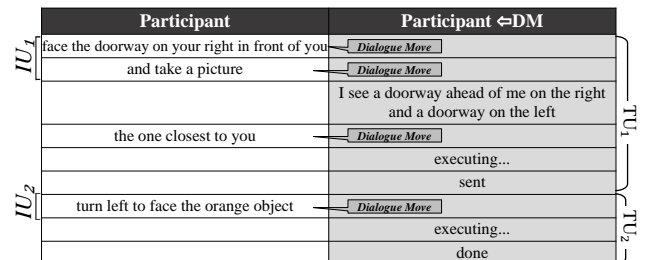 Participant
Participant ⇐DM
IU1
face the doorway on your right in front of you
Dialogue Move
and take a picture
Dialogue Move
I see a doorway ahead of me on the right
and a doorway on the left
TU1
the one closest to you
Dialogue Move
executing...
sent
IU2
turn left to face the orange object
Dialogue Move
TU2
executing...
done